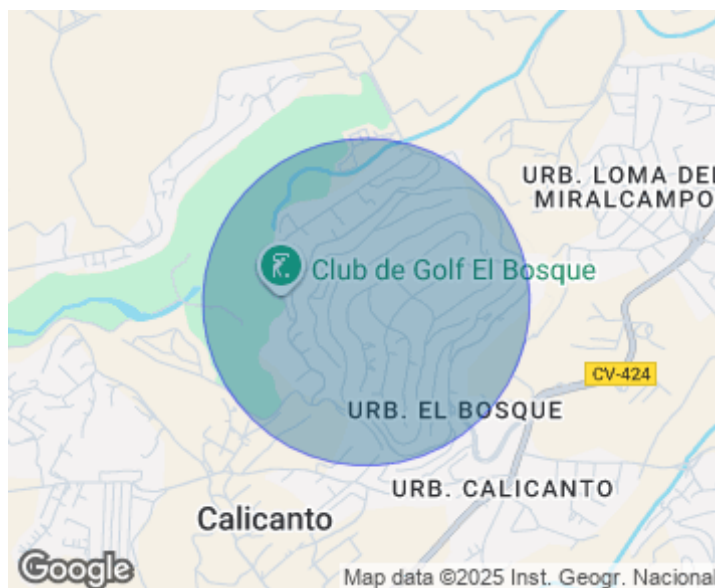 URB. LOMA DEL
MIRALCAMPO
Club de Golf El Bosque
CV-424
URB. EL BOSQUE
URB. CALICANTO
Calicanto
Google
Map data ©2025 Inst. Geogr. Nacional